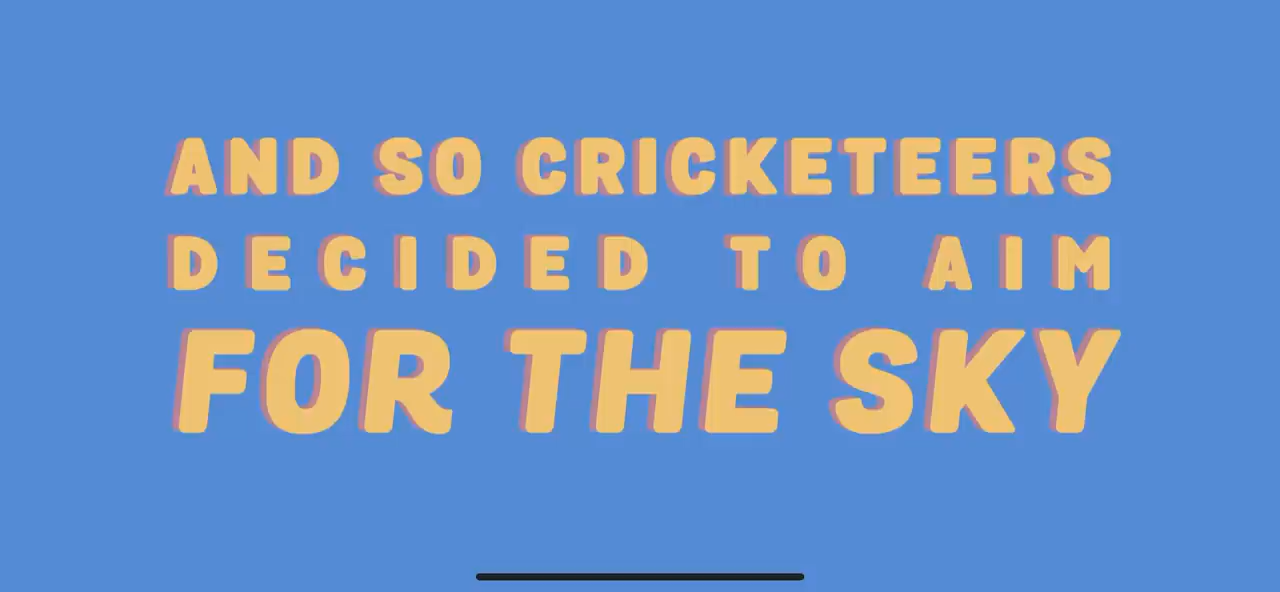 AND SO CRICKETEERS
DECIDED TO AIM
FOR THE SKY